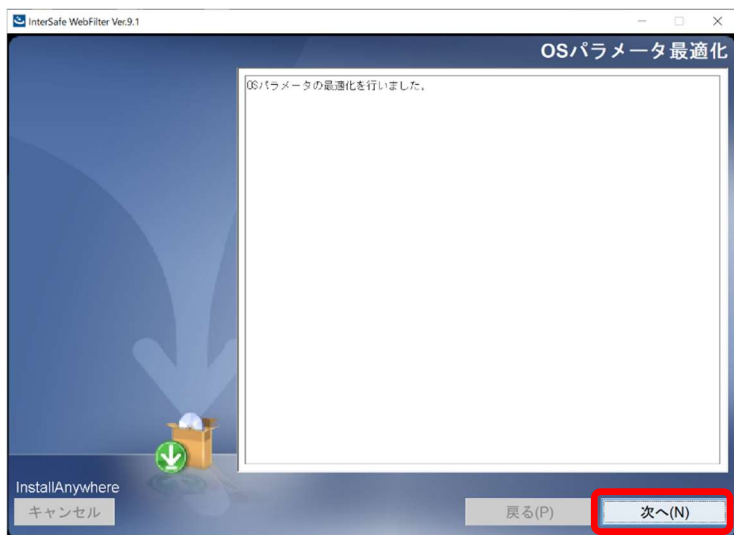 InterSafe WebFilter Ver.9.1
OSパラメータ最適化
OSパラメータの最適化を行いました。
InstallAnywhere
キャンセル
戻る(P)
次へ(N)